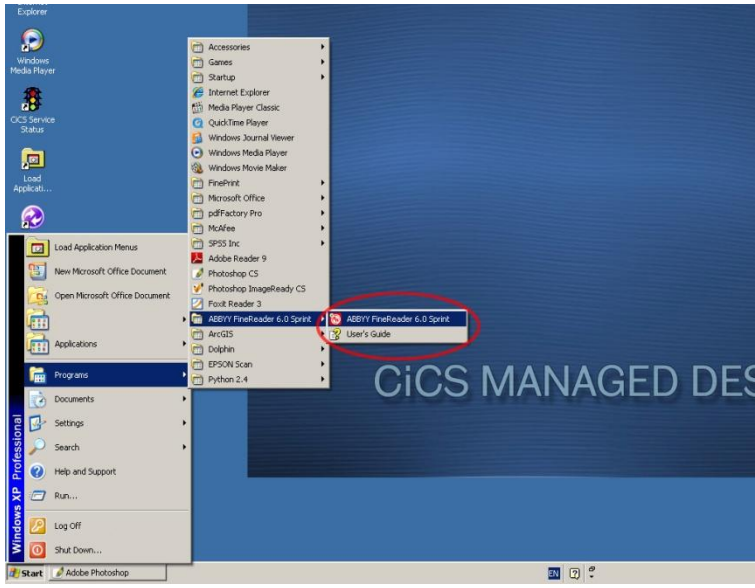 Explorer
Windows
Media Player
CiCS Service
Status
Load
Applicati...
Load Application Menus
New Microsoft Office Document
Open Microsoft Office Document
Applications
Programs
Documents
Settings
Search
Help and Support
Run...
Log Off
Shut Down...
Windows XP Professional
Accessories
Games
Startup
Internet Explorer
Media Player Classic
QuickTime Player
Windows Journal Viewer
Windows Media Player
Windows Movie Maker
FinePrint
Microsoft Office
pdfFactory Pro
McAfee
SPSS Inc
Adobe Reader 9
Photoshop CS
Photoshop ImageReady CS
Foxit Reader 3
ABBYY FineReader 6.0 Sprint
ArcGIS
Dolphin
EPSON Scan
Python 2.4
ABBYY FineReader 6.0 Sprint
User's Guide
CiCS MANAGED DES
Start
Adobe Photoshop
EN